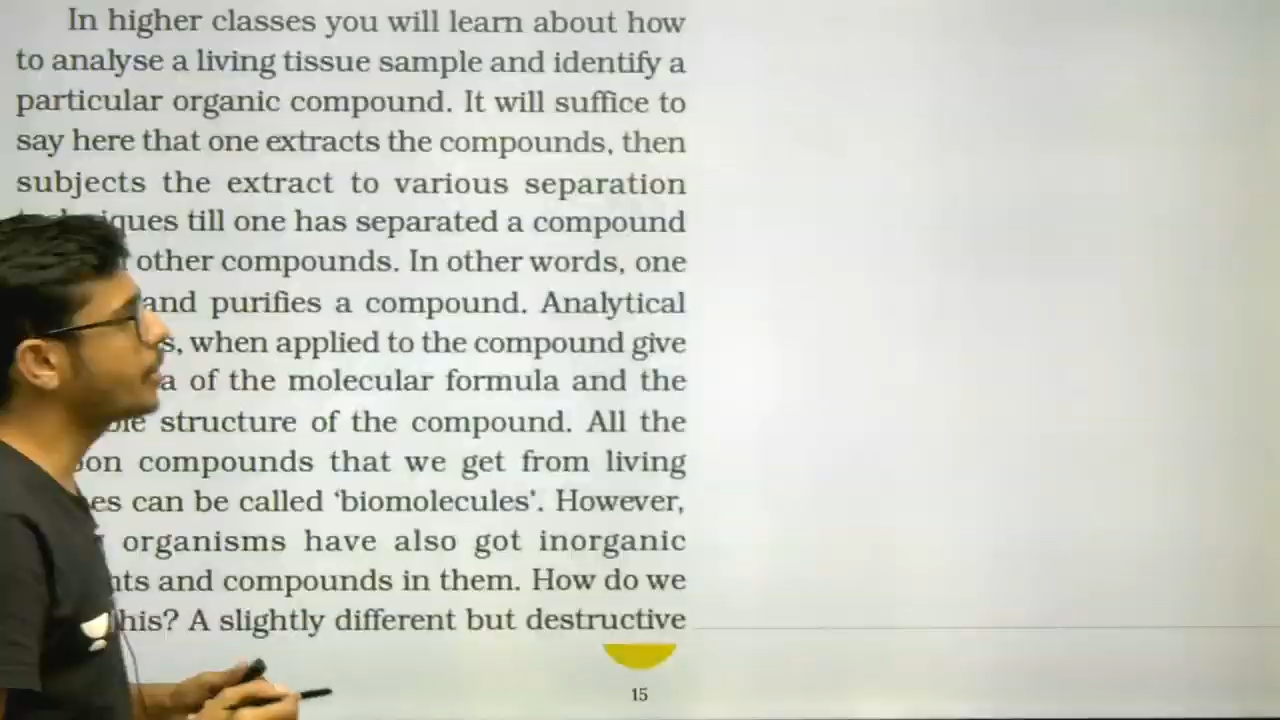 In higher classes you will learn about how
to analyse a living tissue sample and identify a
particular organic compound. It will suffice to
say here that one extracts the compounds, then
subjects the extract to various separation
till one has separated a compound
other compounds. In other words, one
and purifies a compound. Analytical
when applied to the compound give
of the molecular formula and the
structure of the compound. All the
compounds that we get from living
can be called ‘biomolecules’. However,
organisms have also got inorganic
and compounds in them. How do we
A slightly different but destructive
15